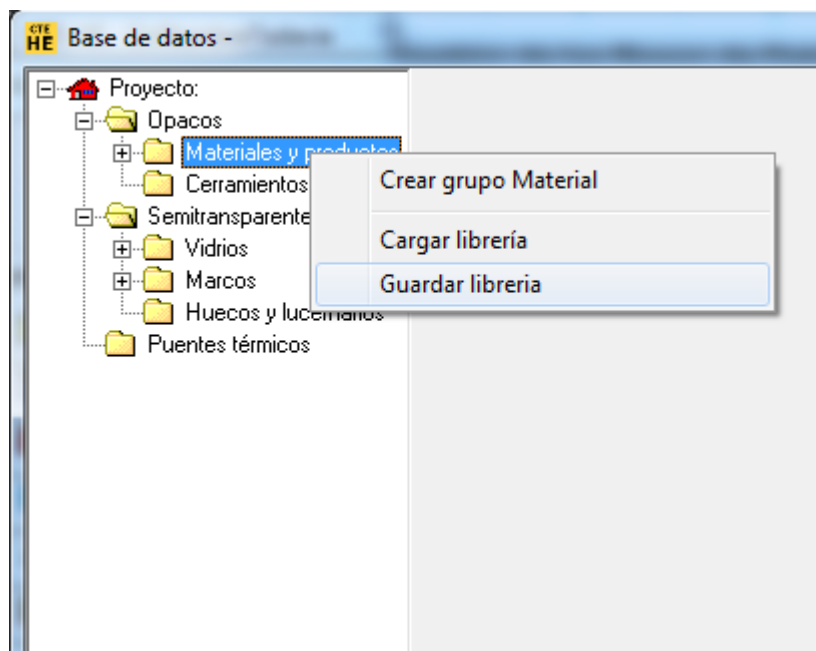 CTE
HE Base de datos -
Proyecto:
Opacos
Materiales y productos
Cerramientos
Semitransparente
Vidrios
Marcos
Huecos y lucernarios
Puentes térmicos
Crear grupo Material
Cargar librería
Guardar libreria